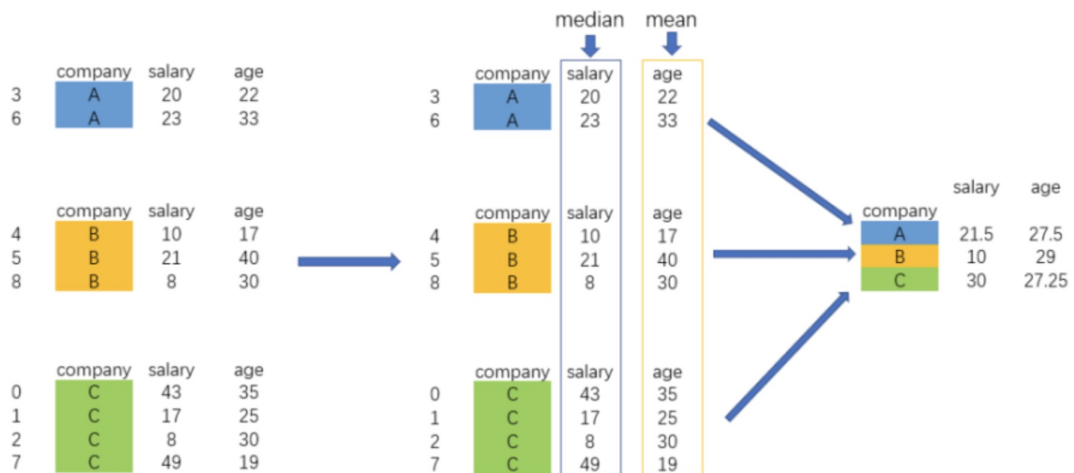 median mean
company salary age
3 A 20 22
6 A 23 33
company salary age
4 B 10 17
5 B 21 40
8 B 8 30
company salary age
0 C 43 35
1 C 17 25
2 C 8 30
7 C 49 19
company salary age
3 A 20 22
6 A 23 33
company salary age
4 B 10 17
5 B 21 40
8 B 8 30
company salary age
0 C 43 35
1 C 17 25
2 C 8 30
7 C 49 19
salary age
company
A 21.5 27.5
B 10 29
C 30 27.25